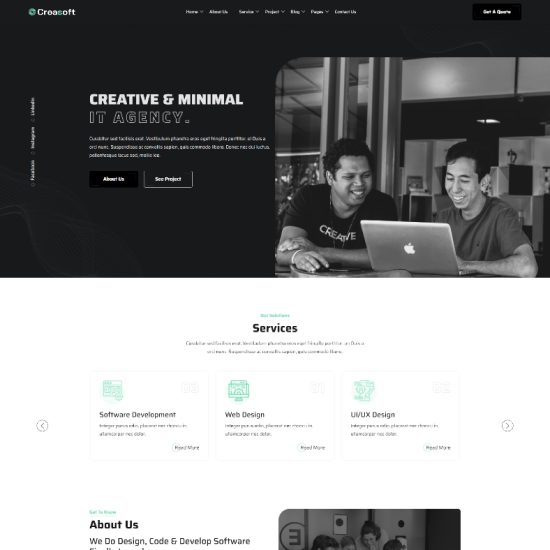 Creasoft
Home About Us Service Project Blog Pages Contact Us
Get A Quote
LinkedIn
Instagram
Facebook
CREATIVE & MINIMAL
IT AGENCY.
Curabitur sed facilisis erat. Vestibulum pharetra eros eget fringilla porttitor. at Duis a
orci nunc. Suspendisse ac convallis sapien, quis commodo libero. Donec nec dui luctus,
pellentesque lacus sed, mollis leo.
About Us
See Project
CREATIVE
Our Solutions
Services
Curabitur sed facilisis erat. Vestibulum pharetra eros eget fringilla porttitor. at Duis a
orci nunc. Suspendisse ac convallis sapien, quis commodo libero.
03
Software Development
Integer purus odio, placerat nec rhoncus in,
ullamcorper nec dolor.
Read More
01
Web Design
Integer purus odio, placerat nec rhoncus in,
ullamcorper nec dolor.
Read More
02
UI/UX Design
Integer purus odio, placerat nec rhoncus in,
ullamcorper nec dolor.
Read More
Get To Know
About Us
We Do Design, Code & Develop Software